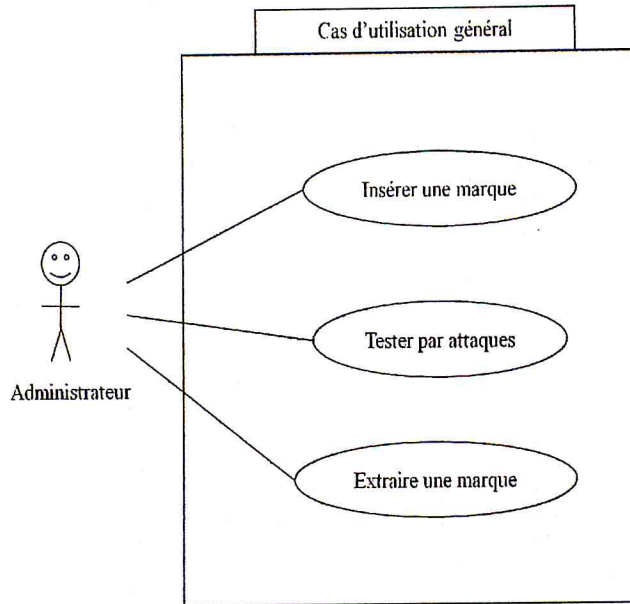 Cas d'utilisation général
Insérer une marque
Tester par attaques
Administrateur
Extraire une marque